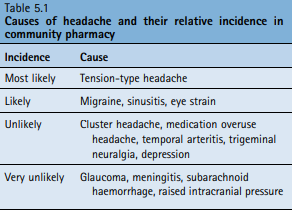 Table 5.1
Causes of headache and their relative incidence in
community pharmacy
Incidence Cause
Most likely Tension-type headache
Likely Migraine, sinusitis, eye strain
Unlikely Cluster headache, medication overuse
headache, temporal arteritis, trigeminal
neuralgia, depression
Very unlikely Glaucoma, meningitis, subarachnoid
haemorrhage, raised intracranial pressure